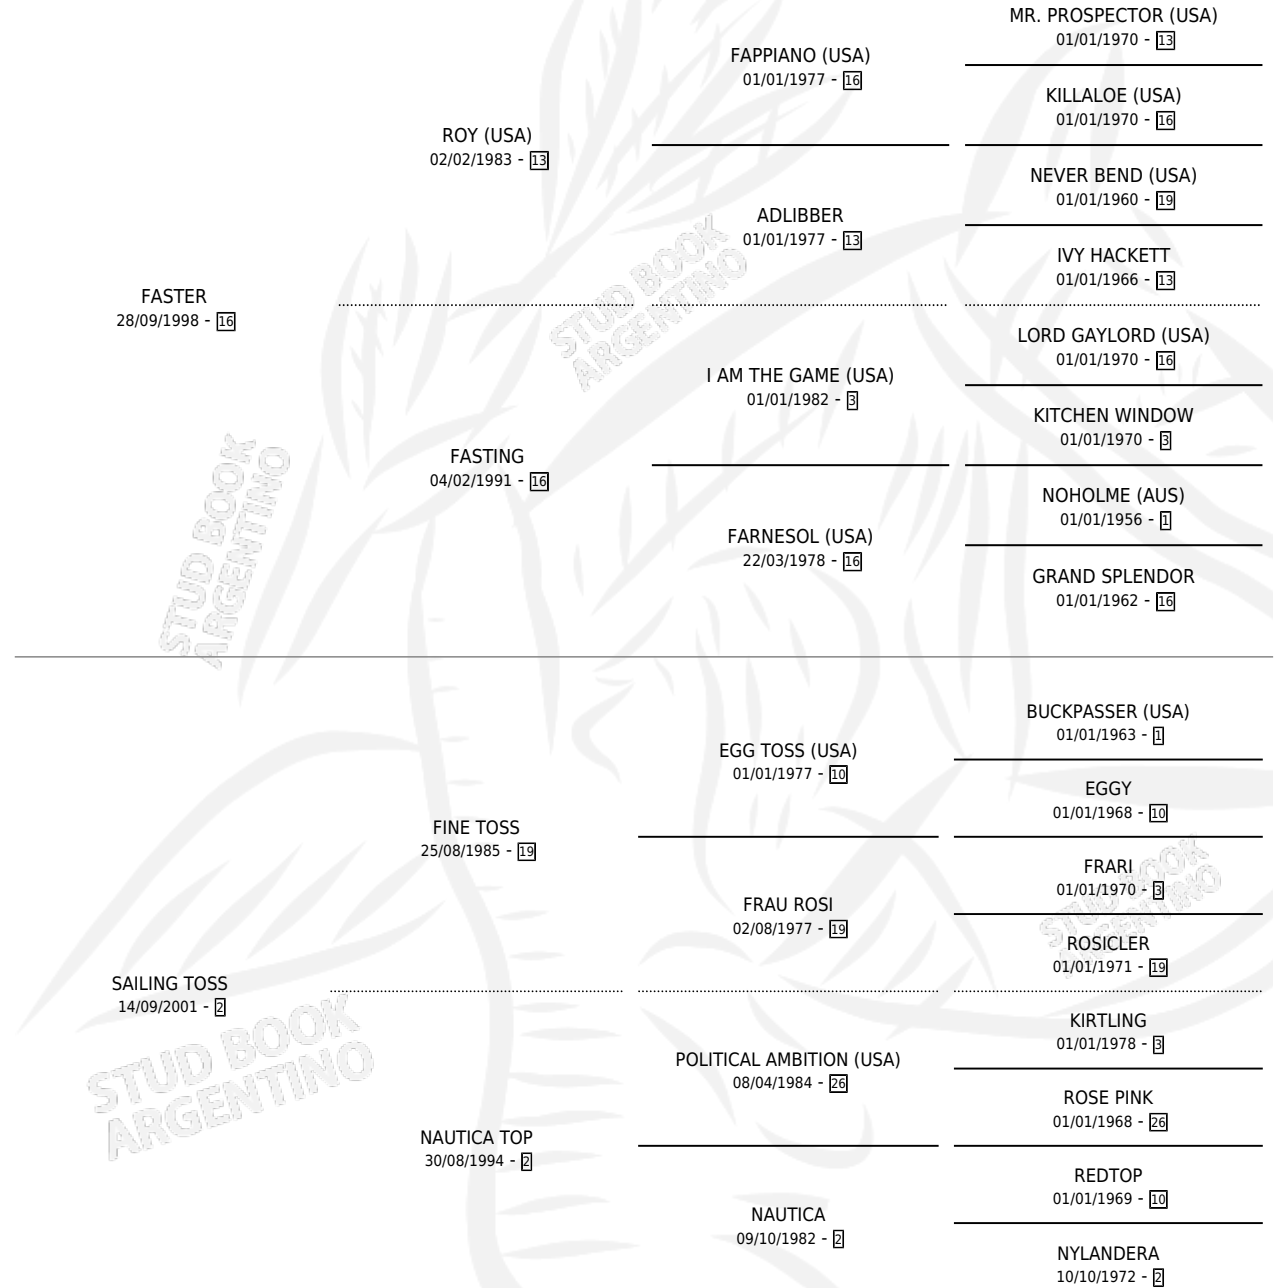 MR. PROSPECTOR (USA)
01/01/1970 - 13
FAPPIANO (USA)
01/01/1977 - 16
KILLALOE (USA)
01/01/1970 - 16
ROY (USA)
02/02/1983 - 13
NEVER BEND (USA)
01/01/1960 - 19
ADLIBBER
01/01/1977 - 13
IVY HACKETT
01/01/1966 - 13
FASTER
28/09/1998 - 16
LORD GAYLORD (USA)
01/01/1970 - 16
I AM THE GAME (USA)
01/01/1982 - 3
KITCHEN WINDOW
01/01/1970 - 3
FASTING
04/02/1991 - 16
NOHOLME (AUS)
01/01/1956 - 1
FARNESOL (USA)
22/03/1978 - 16
GRAND SPLENDOR
01/01/1962 - 16
STUD BOOK
ARGENTINO
STUD BOOK
ARGENTINO
BUCKPASSER (USA)
01/01/1963 - 1
EGG TOSS (USA)
01/01/1977 - 10
EGGY
01/01/1968 - 10
FINE TOSS
25/08/1985 - 19
FRARI
01/01/1970 - 3
FRAU ROSI
02/08/1977 - 19
ROSICLER
01/01/1971 - 19
SAILING TOSS
14/09/2001 - 2
KIRTLING
01/01/1978 - 3
POLITICAL AMBITION (USA)
08/04/1984 - 26
ROSE PINK
01/01/1968 - 26
NAUTICA TOP
30/08/1994 - 2
REDTOP
01/01/1969 - 10
NAUTICA
09/10/1982 - 2
NYLANDERA
10/10/1972 - 2
STUD BOOK
ARGENTINO
STUD BOOK
ARGENTINO